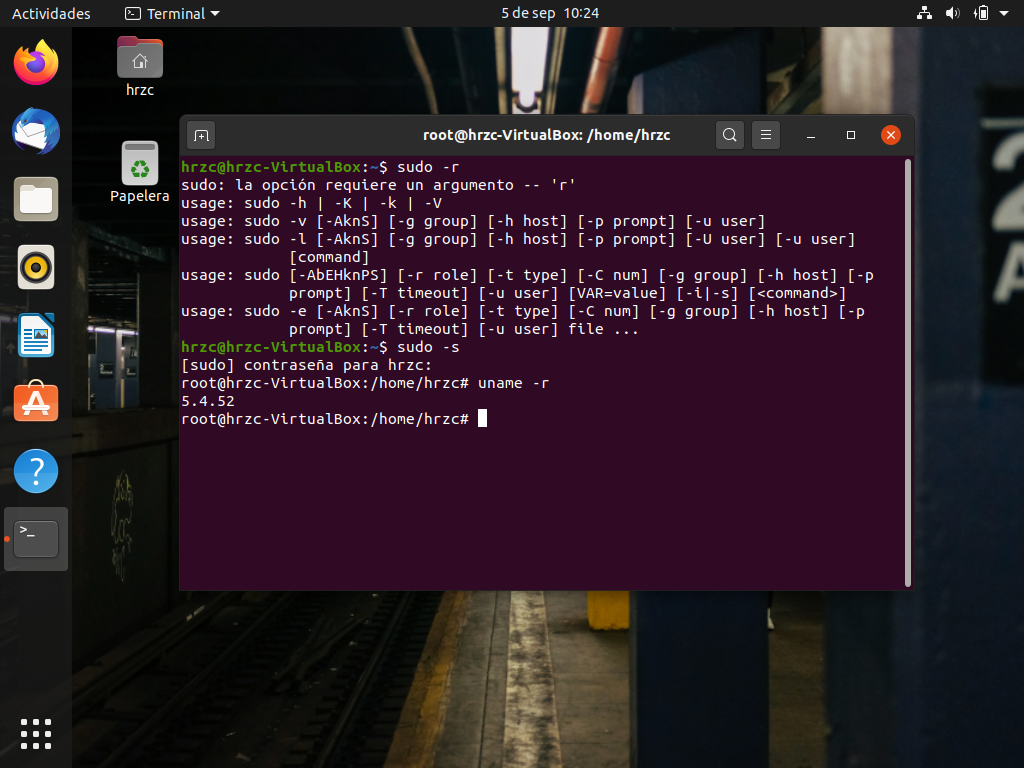 Actividades
Terminal
5 de sep 10:24
hrzc
Papelera
root@hrzc-VirtualBox: /home/hrzc
hrzc@hrzc-VirtualBox:~$ sudo -r
sudo: la opción requiere un argumento -- 'r'
usage: sudo -h | -K | -k | -V
usage: sudo -v [-AknS] [-g group] [-h host] [-p prompt] [-u user]
usage: sudo -l [-AknS] [-g group] [-h host] [-p prompt] [-U user] [-u user]
[command]
usage: sudo [-AbEHknPS] [-r role] [-t type] [-C num] [-g group] [-h host] [-p
prompt] [-T timeout] [-u user] [VAR=value] [-i|-s] [<command>]
usage: sudo -e [-AknS] [-r role] [-t type] [-C num] [-g group] [-h host] [-p
prompt] [-T timeout] [-u user] file ...
hrzc@hrzc-VirtualBox:~$ sudo -s
[sudo] contraseña para hrzc:
root@hrzc-VirtualBox:/home/hrzc# uname -r
5.4.52
root@hrzc-VirtualBox:/home/hrzc#